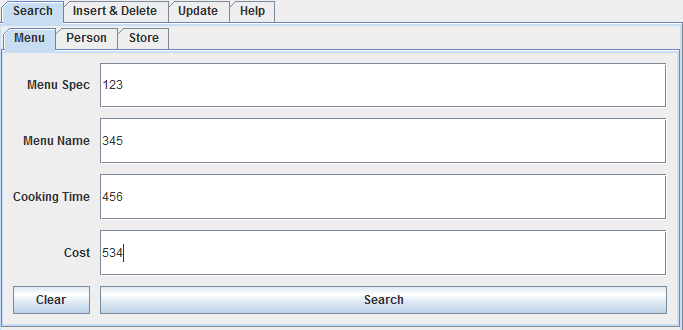 Search Insert & Delete Update Help
Menu Person Store
Menu Spec 123
Menu Name 345
Cooking Time 456
Cost 534
Clear Search